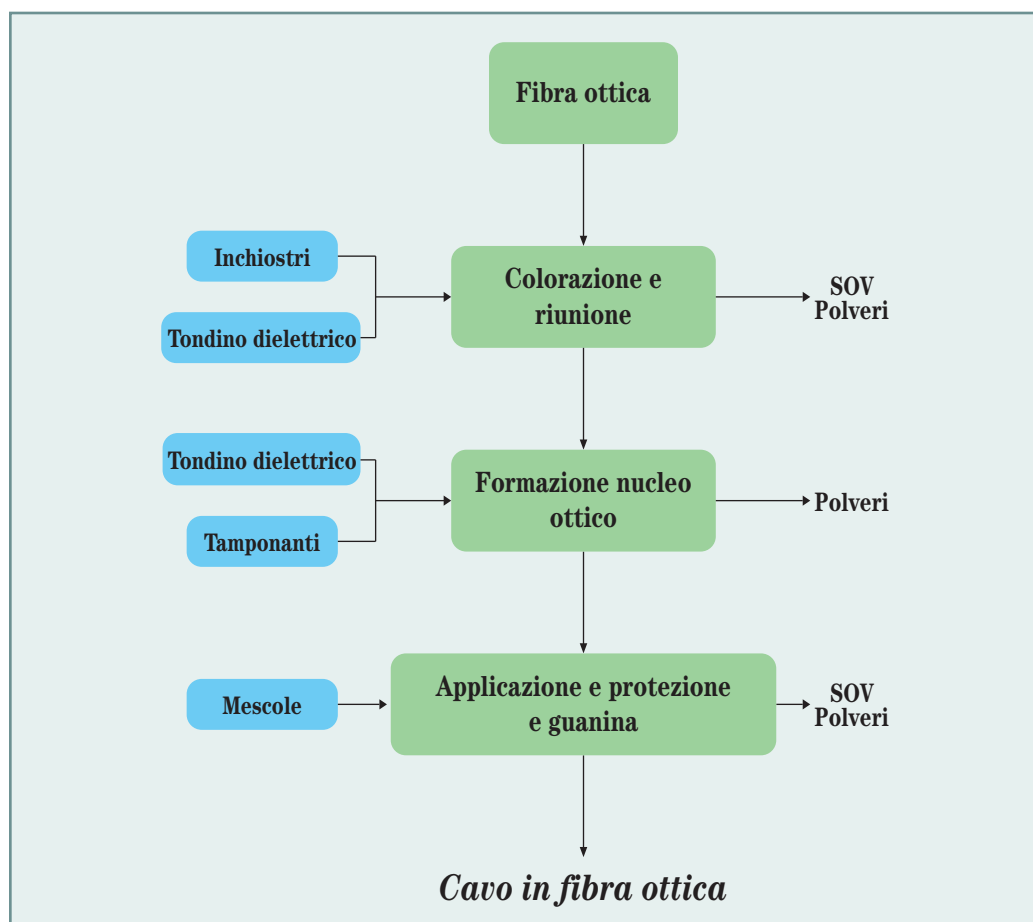 Fibra ottica
Inchiostri
Tondino dielettrico
Colorazione e
riunione
SOV
Polveri
Tondino dielettrico
Tamponanti
Formazione nucleo
ottico
Polveri
Mescole
Applicazione e protezione
e guanina
SOV
Polveri
Cavo in fibra ottica